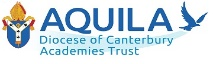 AQUILA
Diocese of Canterbury
Academies Trust